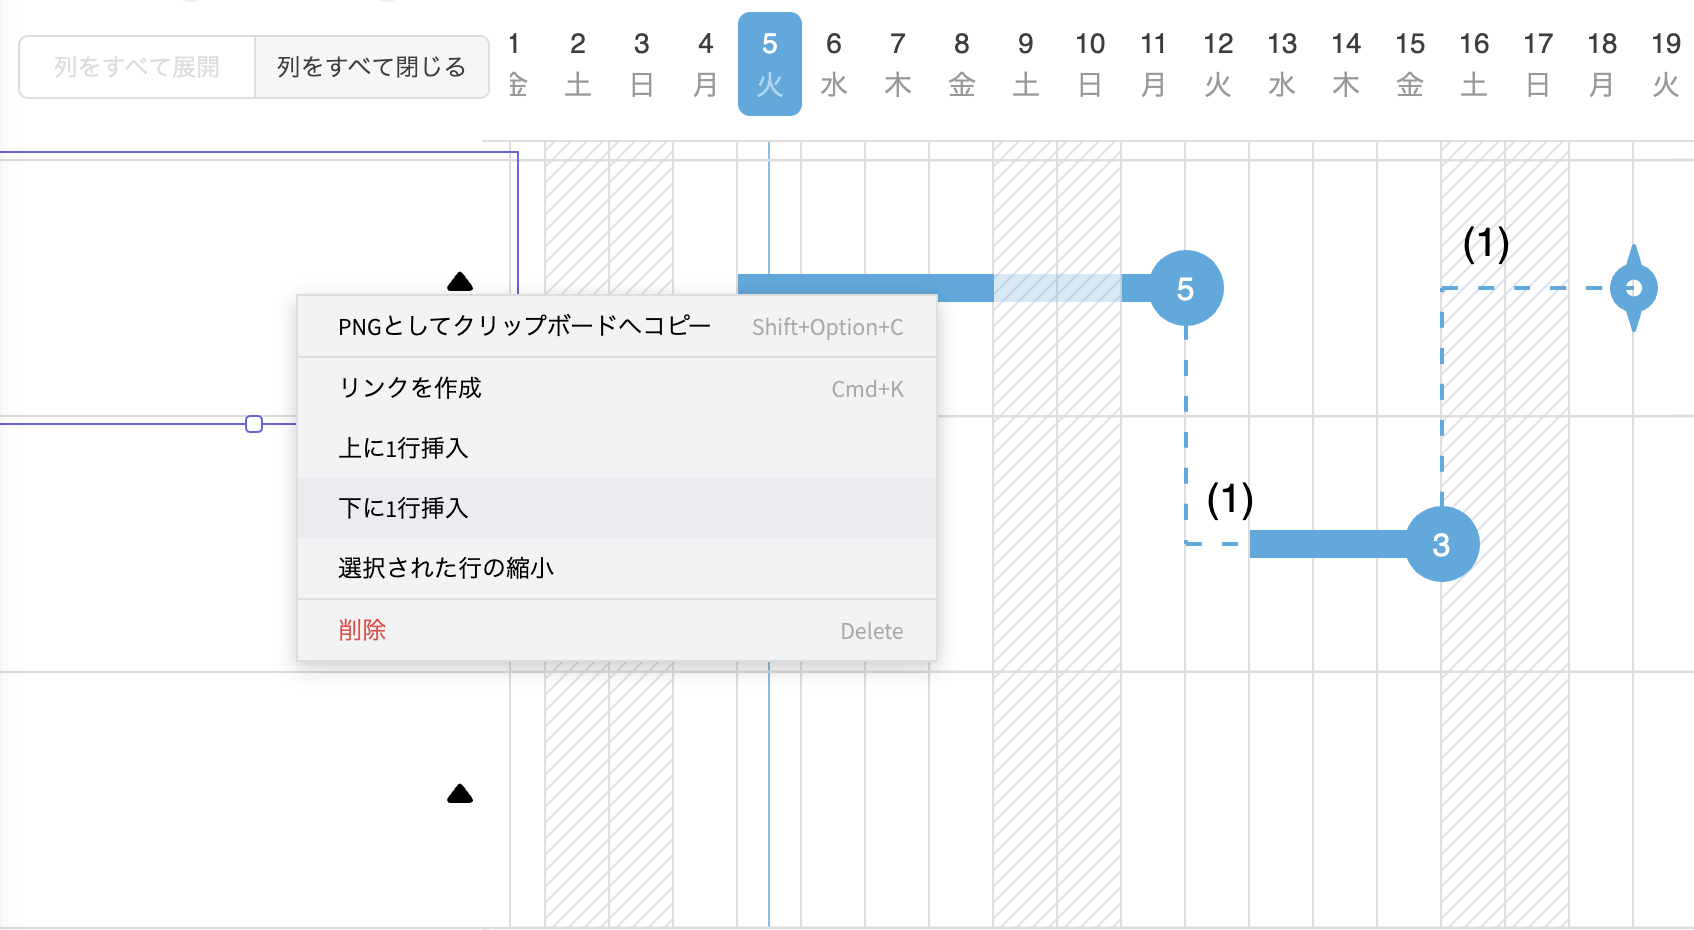 列をすべて展開 列をすべて閉じる
1 2 3 4 5 6 7 8 9 10 11 12 13 14 15 16 17 18 19
金 土 日 月 火 水 木 金 土 日 月 火 水 木 金 土 日 月 火
(1)
5
PNGとしてクリップボードへコピー Shift+Option+C
リンクを作成 Cmd+K
上に1行挿入
(1)
下に1行挿入
3
選択された行の縮小
削除 Delete